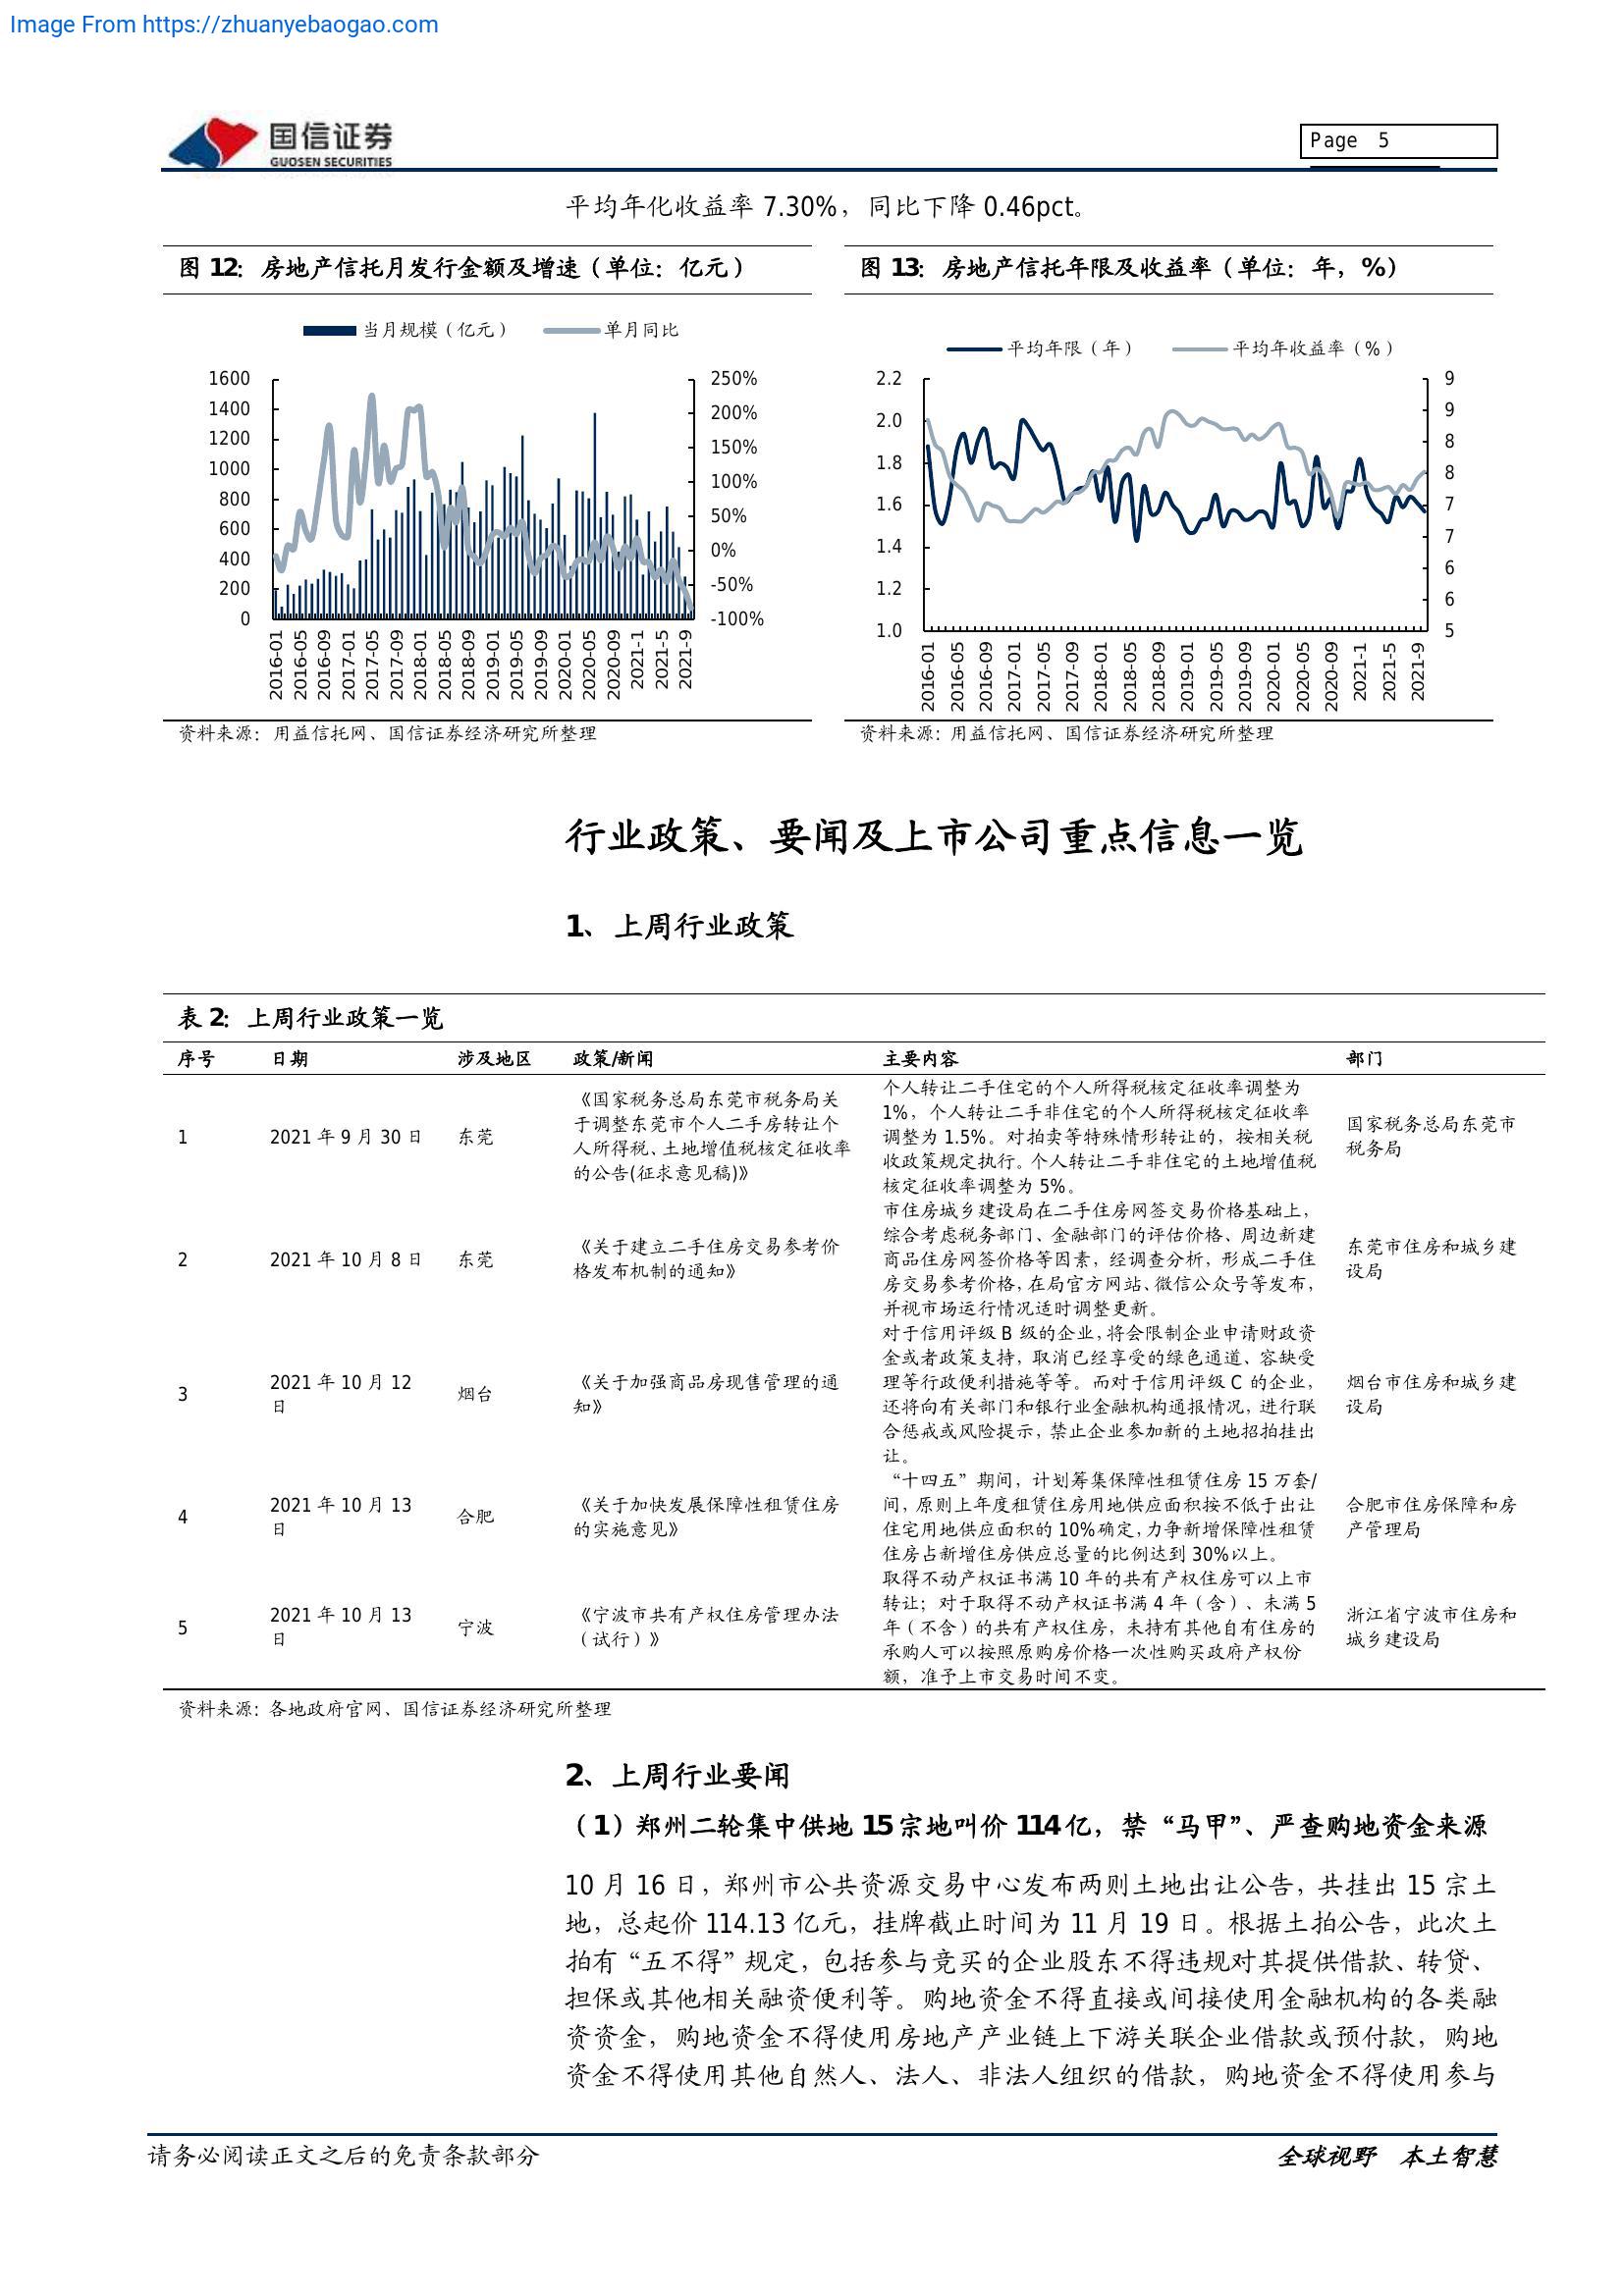 Image From https://zhuanyebaogao.com
国信证券
GUOSEN SECURITIES
Page 5
平均年化收益率 7.30%，同比下降 0.46pct。
图 12：房地产信托月发行金额及增速（单位：亿元）
当月规模（亿元） 单月同比
1600
1400
1200
1000
800
600
400
200
0
250%
200%
150%
100%
50%
0%
-50%
-100%
2016-01
2016-05
2016-09
2017-01
2017-05
2017-09
2018-01
2018-05
2018-09
2019-01
2019-05
2019-09
2020-01
2020-05
2020-09
2021-1
2021-5
2021-9
资料来源：用益信托网、国信证券经济研究所整理
图 13：房地产信托年限及收益率（单位：年，%）
平均年限（年） 平均年收益率（%）
2.2
2.0
1.8
1.6
1.4
1.2
1.0
9
9
8
8
7
7
6
6
5
2016-01
2016-05
2016-09
2017-01
2017-05
2017-09
2018-01
2018-05
2018-09
2019-01
2019-05
2019-09
2020-01
2020-05
2020-09
2021-1
2021-5
2021-9
资料来源：用益信托网、国信证券经济研究所整理
行业政策、要闻及上市公司重点信息一览
1、上周行业政策
表 2：上周行业政策一览
序号 日期 涉及地区 政策/新闻 主要内容 部门
1
2021 年 9 月 30 日
东莞
《国家税务总局东莞市税务局关
于调整东莞市个人二手房转让个
人所得税、土地增值税核定征收率
的公告(征求意见稿)》
个人转让二手住宅的个人所得税核定征收率调整为
1%，个人转让二手非住宅的个人所得税核定征收率
调整为 1.5%。对拍卖等特殊情形转让的，按相关税
收政策规定执行。个人转让二手非住宅的土地增值税
核定征收率调整为 5%。
国家税务总局东莞市
税务局
2
2021 年 10 月 8 日
东莞
《关于建立二手住房交易参考价
格发布机制的通知》
市住房城乡建设局在二手住房网签交易价格基础上，
综合考虑税务部门、金融部门的评估价格、周边新建
商品住房网签价格等因素，经调查分析，形成二手住
房交易参考价格，在局官方网站、微信公众号等发布，
并视市场运行情况适时调整更新。
东莞市住房和城乡建
设局
3
2021 年 10 月 12
日
烟台
《关于加强商品房现售管理的通
知》
对于信用评级 B 级的企业，将会限制企业申请财政资
金或者政策支持，取消已经享受的绿色通道、容缺受
理等行政便利措施等等。而对于信用评级 C 的企业，
还将向有关部门和银行业金融机构通报情况，进行联
合惩戒或风险提示，禁止企业参加新的土地招拍挂出
让。
烟台市住房和城乡建
设局
4
2021 年 10 月 13
日
合肥
《关于加快发展保障性租赁住房
的实施意见》
“十四五”期间，计划筹集保障性租赁住房 15 万套/
间，原则上年度租赁住房用地供应面积按不低于出让
住宅用地供应面积的 10%确定，力争新增保障性租赁
住房占新增住房供应总量的比例达到 30%以上。
合肥市住房保障和房
产管理局
5
2021 年 10 月 13
日
宁波
《宁波市共有产权住房管理办法
（试行）》
取得不动产权证书满 10 年的共有产权住房可以上市
转让；对于取得不动产权证书满 4 年（含）、未满 5
年（不含）的共有产权住房，未持有其他自有住房的
承购人可以按照原购房价格一次性购买政府产权份
额，准予上市交易时间不变。
浙江省宁波市住房和
城乡建设局
资料来源：各地政府官网、国信证券经济研究所整理
2、上周行业要闻
（1）郑州二轮集中供地 15 宗地叫价 114 亿，禁“马甲”、严查购地资金来源
10 月 16 日，郑州市公共资源交易中心发布两则土地出让公告，共挂出 15 宗土
地，总起价 114.13 亿元，挂牌截止时间为 11 月 19 日。根据土拍公告，此次土
拍有“五不得”规定，包括参与竞买的企业股东不得违规对其提供借款、转贷、
担保或其他相关融资便利等。购地资金不得直接或间接使用金融机构的各类融
资资金，购地资金不得使用房地产产业链上下游关联企业借款或预付款，购地
资金不得使用其他自然人、法人、非法人组织的借款，购地资金不得使用参与
请务必阅读正文之后的免责条款部分
全球视野 本土智慧